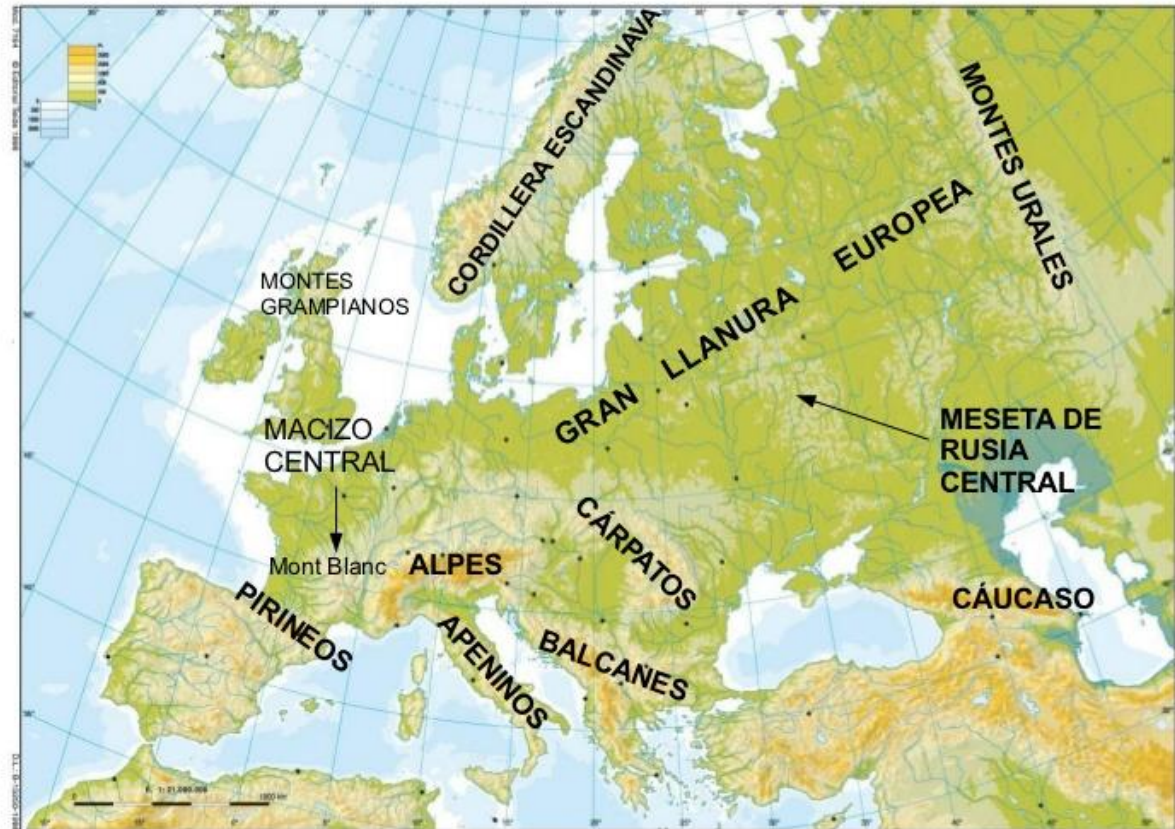 CORDILLERA ESCANDINAVA
MONTES URALES
MONTES
GRAMPIANOS
GRAN LLANURA EUROPEA
MACIZO
CENTRAL
MESETA DE
RUSIA
CENTRAL
CÁRPATOS
Mont Blanc
ALPES
PIRINEOS
APENINOS
BALCANES
CÁUCASO